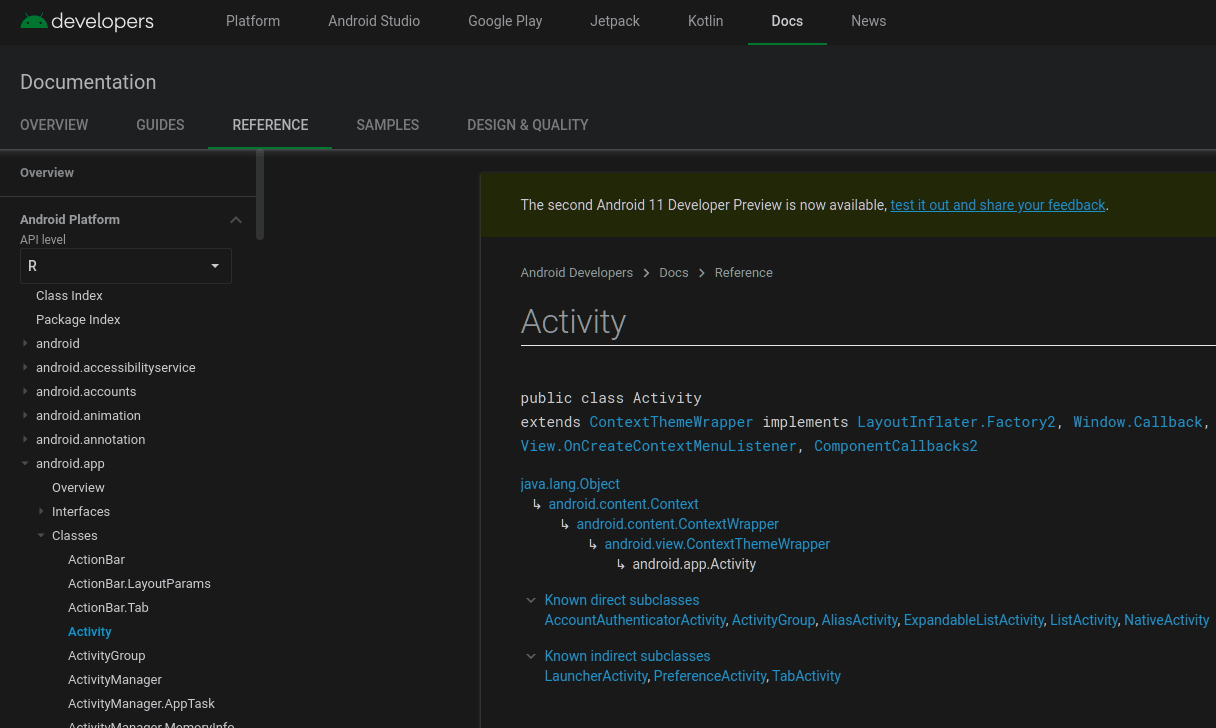 developers Platform Android Studio Google Play Jetpack Kotlin Docs News
Documentation
OVERVIEW GUIDES REFERENCE SAMPLES DESIGN & QUALITY
Overview
Android Platform
API level
R
Class Index
Package Index
android
android.accessibilityservice
android.accounts
android.animation
android.annotation
android.app
Overview
Interfaces
Classes
ActionBar
ActionBar.LayoutParams
ActionBar.Tab
Activity
ActivityGroup
ActivityManager
ActivityManager.AppTask
ActivityManager.MemoryInfo
The second Android 11 Developer Preview is now available, test it out and share your feedback.
Android Developers > Docs > Reference
Activity
public class Activity
extends ContextThemeWrapper implements LayoutInflater.Factory2, Window.Callback,
View.OnCreateContextMenuListener, ComponentCallbacks2
java.lang.Object
↳ android.content.Context
↳ android.content.ContextWrapper
↳ android.view.ContextThemeWrapper
↳ android.app.Activity
Known direct subclasses
AccountAuthenticatorActivity, ActivityGroup, AliasActivity, ExpandableListActivity, ListActivity, NativeActivity
Known indirect subclasses
LauncherActivity, PreferenceActivity, TabActivity